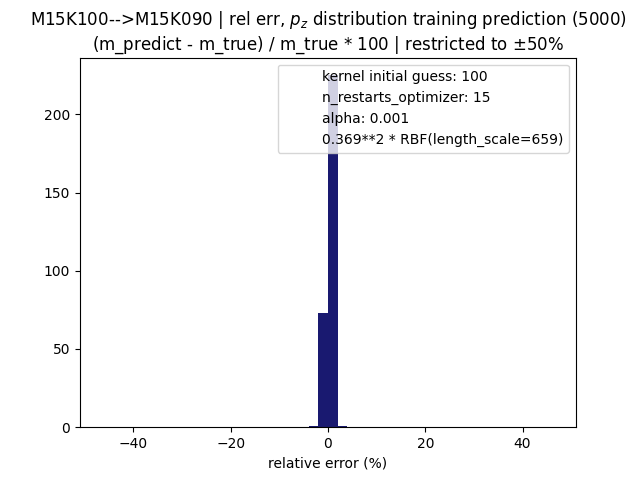 M15K100-->M15K090 | rel err, p_z distribution training prediction (5000)
(m_predict - m_true) / m_true * 100 | restricted to ±50%
kernel initial guess: 100
n_restarts_optimizer: 15
alpha: 0.001
0.369**2 * RBF(length_scale=659)
200
150
100
50
0
−40 −20 0 20 40
relative error (%)